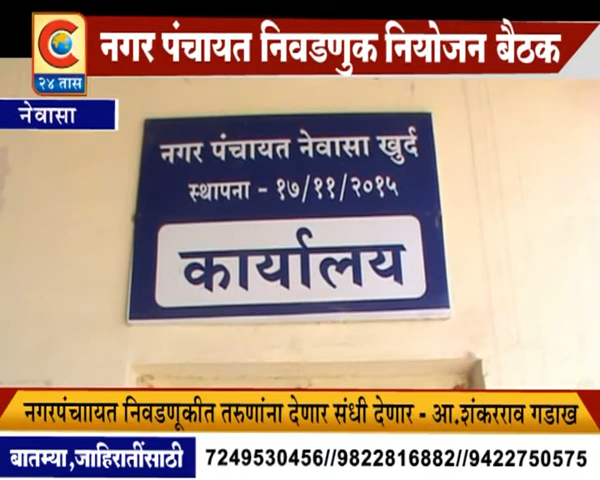 C
२४ तास
नगर पंचायत निवडणुक नियोजन बैठक
नेवासा
नगर पंचायत नेवासा खुर्द
स्थापना - १७/११/२०१५
कार्यालय
नगरपंचाायत निवडणूकीत तरुणांना देणार संधी देणार - आ.शंकरराव गडाख
बातम्या,जाहिरातींसाठी
7249530456//9822816882//9422750575